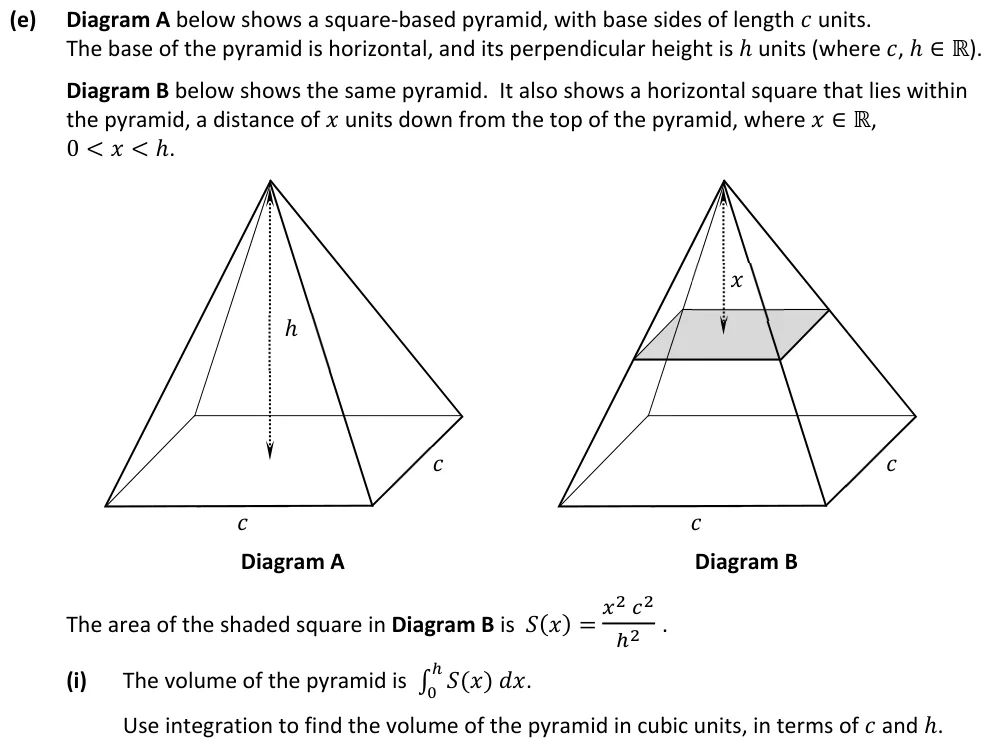 (e) Diagram A below shows a square-based pyramid, with base sides of length c units.
The base of the pyramid is horizontal, and its perpendicular height is h units (where c, h ∈ ℝ).
Diagram B below shows the same pyramid. It also shows a horizontal square that lies within
the pyramid, a distance of x units down from the top of the pyramid, where x ∈ ℝ,
0 < x < h.
h
c
c
Diagram A
x
c
c
Diagram B
The area of the shaded square in Diagram B is S(x) = x² c² / h² .
(i) The volume of the pyramid is ∫₀ʰ S(x) dx.
Use integration to find the volume of the pyramid in cubic units, in terms of c and h.